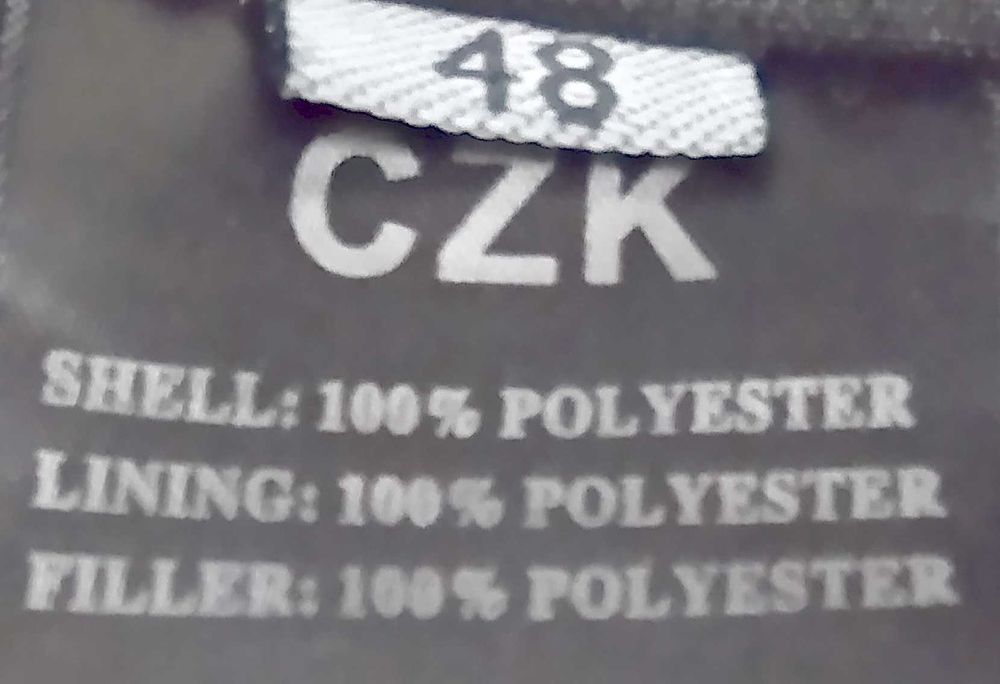 48
CZK
SHELL: 100% POLYESTER
LINING: 100% POLYESTER
FILLER: 100% POLYESTER